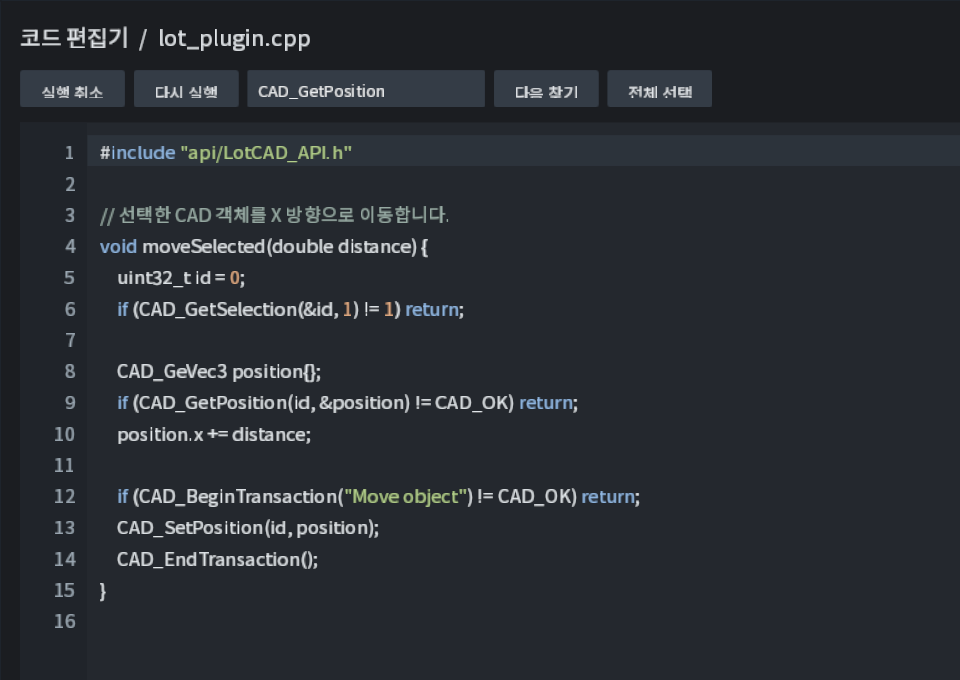 코드 편집기 / lot_plugin.cpp
실행 취소 다시 실행 CAD_GetPosition 다음 찾기 전체 선택
1 #include "api/LotCAD_API.h"
2
3 // 선택한 CAD 객체를 X 방향으로 이동합니다.
4 void moveSelected(double distance) {
5 uint32_t id = 0;
6 if (CAD_GetSelection(&id, 1) != 1) return;
7
8 CAD_GeVec3 position{};
9 if (CAD_GetPosition(id, &position) != CAD_OK) return;
10 position.x += distance;
11
12 if (CAD_BeginTransaction("Move object") != CAD_OK) return;
13 CAD_SetPosition(id, position);
14 CAD_EndTransaction();
15 }
16